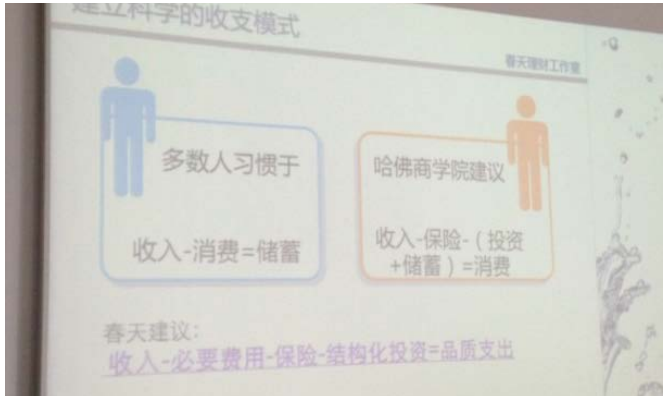 建立科学的收支模式
春天理财工作室
多数人习惯于
收入-消费=储蓄
哈佛商学院建议
收入-保险-（投资
+储蓄）=消费
春天建议：
收入-必要费用-保险-结构化投资=品质支出